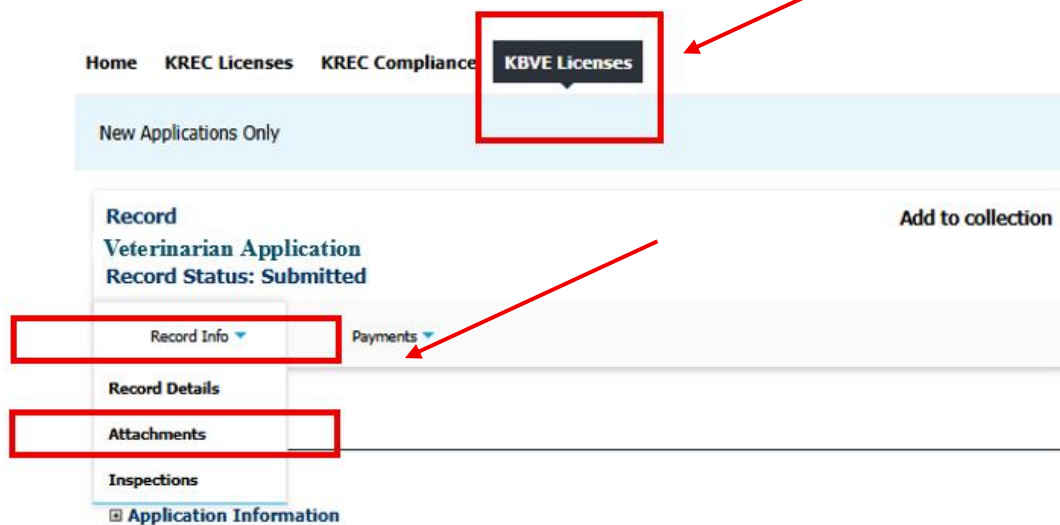 Home KREC Licenses KREC Compliance KBVE Licenses
New Applications Only
Record Add to collection
Veterinarian Application
Record Status: Submitted
Record Info Payments
Record Details
Attachments
Inspections
Application Information